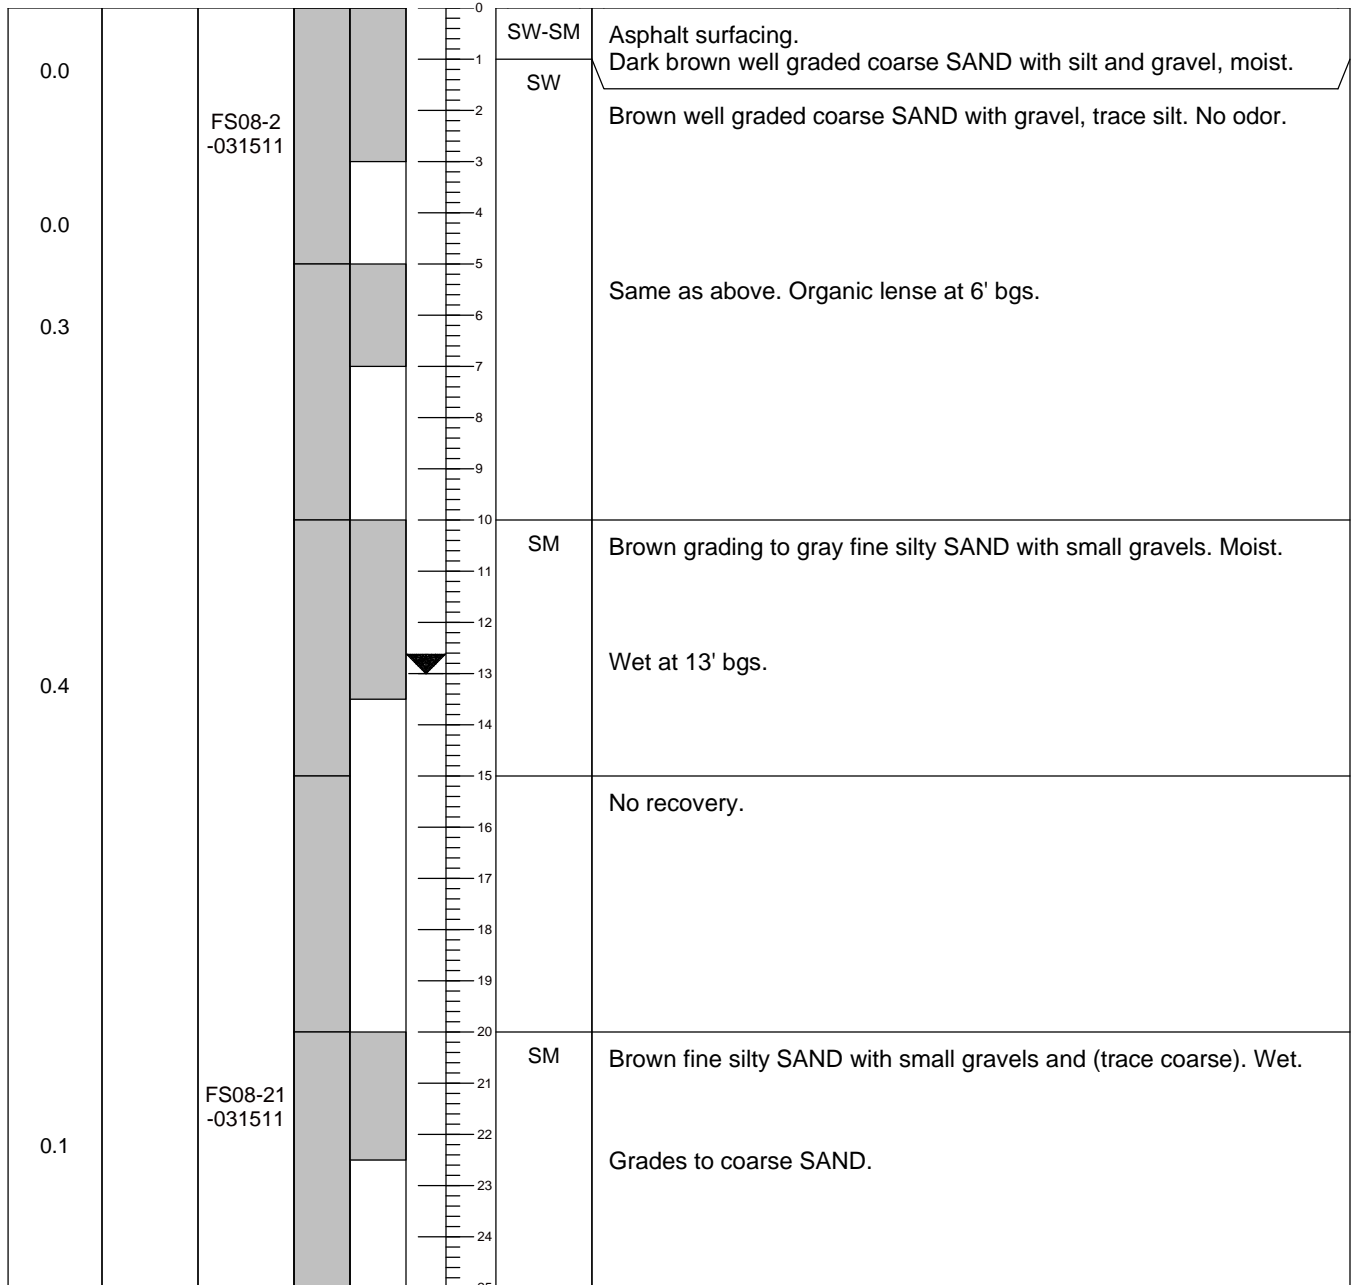 0
SW-SM
Asphalt surfacing.
Dark brown well graded coarse SAND with silt and gravel, moist.
1
0.0
SW
2
Brown well graded coarse SAND with gravel, trace silt. No odor.
FS08-2
-031511
3
4
0.0
5
Same as above. Organic lense at 6' bgs.
6
0.3
7
8
9
10
SM
Brown grading to gray fine silty SAND with small gravels. Moist.
11
12
Wet at 13' bgs.
13
0.4
14
15
No recovery.
16
17
18
19
20
SM
Brown fine silty SAND with small gravels and (trace coarse). Wet.
21
FS08-21
-031511
22
0.1
Grades to coarse SAND.
23
24